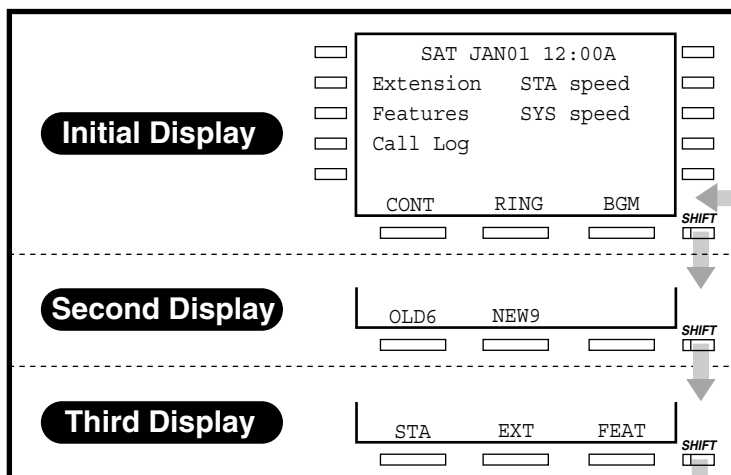 SAT JAN01 12:00A
Extension STA speed
Features SYS speed
Call Log
Initial Display
CONT RING BGM
SHIFT
Second Display
OLD6 NEW9
SHIFT
Third Display
STA EXT FEAT
SHIFT